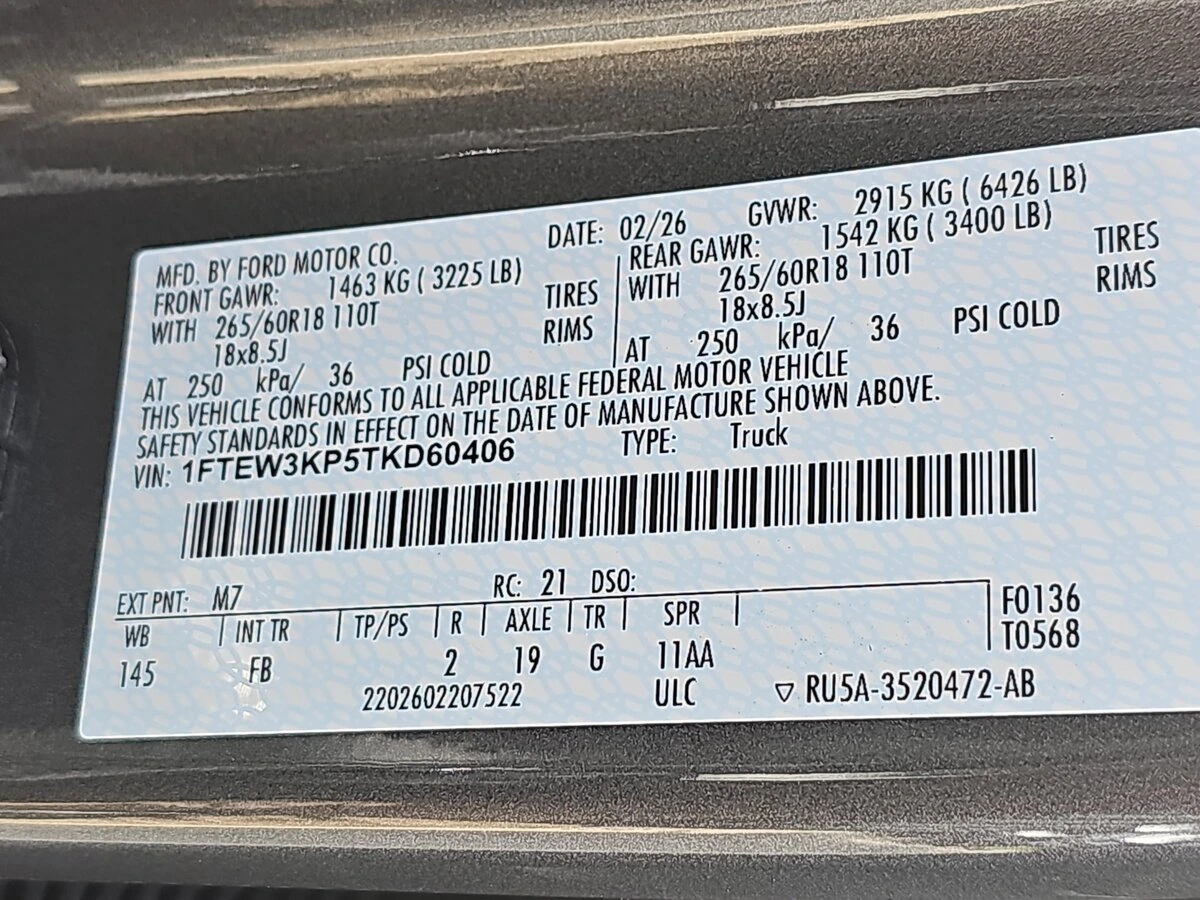 MFD. BY FORD MOTOR CO. DATE: 02/26 GVWR: 2915 KG ( 6426 LB)
FRONT GAWR: 1463 KG ( 3225 LB)
WITH 265/60R18 110T TIRES
18x8.5J RIMS
AT 250 kPa/ 36 PSI COLD
REAR GAWR: 1542 KG ( 3400 LB)
WITH 265/60R18 110T TIRES
18x8.5J RIMS
AT 250 kPa/ 36 PSI COLD
THIS VEHICLE CONFORMS TO ALL APPLICABLE FEDERAL MOTOR VEHICLE
SAFETY STANDARDS IN EFFECT ON THE DATE OF MANUFACTURE SHOWN ABOVE.
VIN: 1FTEW3KP5TKD60406 TYPE: Truck
EXT PNT: M7 RC: 21 DSO:
WB INT TR TP/PS R AXLE TR SPR F0136
T0568
145 FB 2 19 G 11AA
2202602207522 ULC ▽ RU5A-3520472-AB